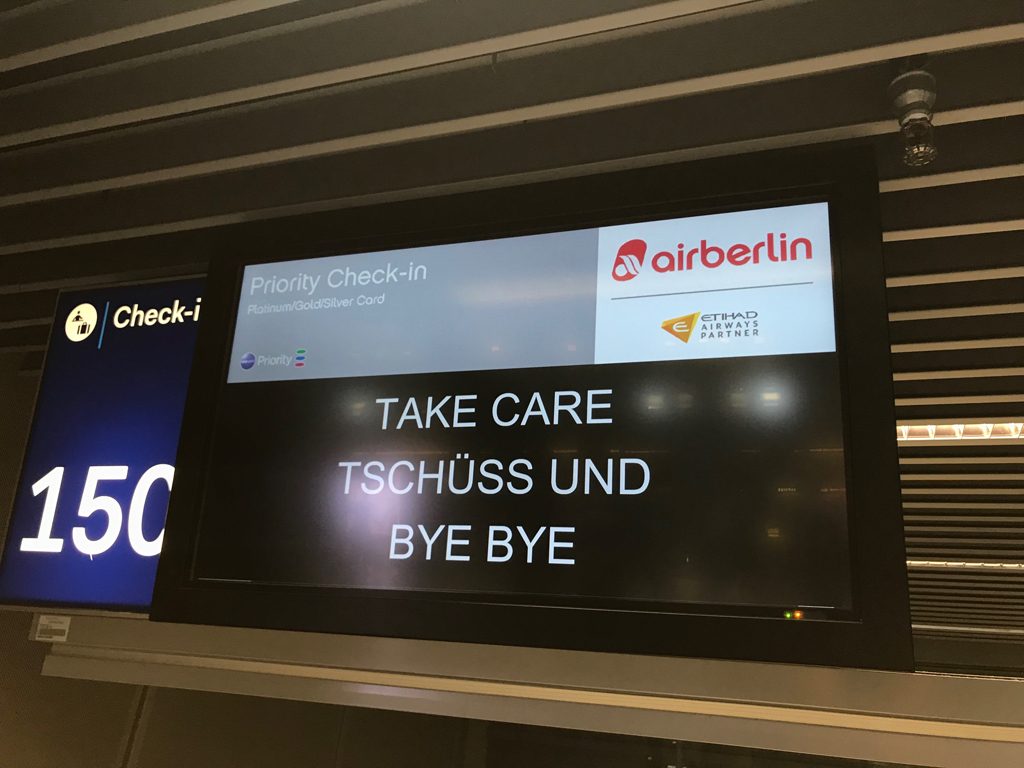 Check-i
150
Priority Check-in
Platinum/Gold/Silver Card
Priority
airberlin
ETIHAD
AIRWAYS
PARTNER
TAKE CARE
TSCHÜSS UND
BYE BYE